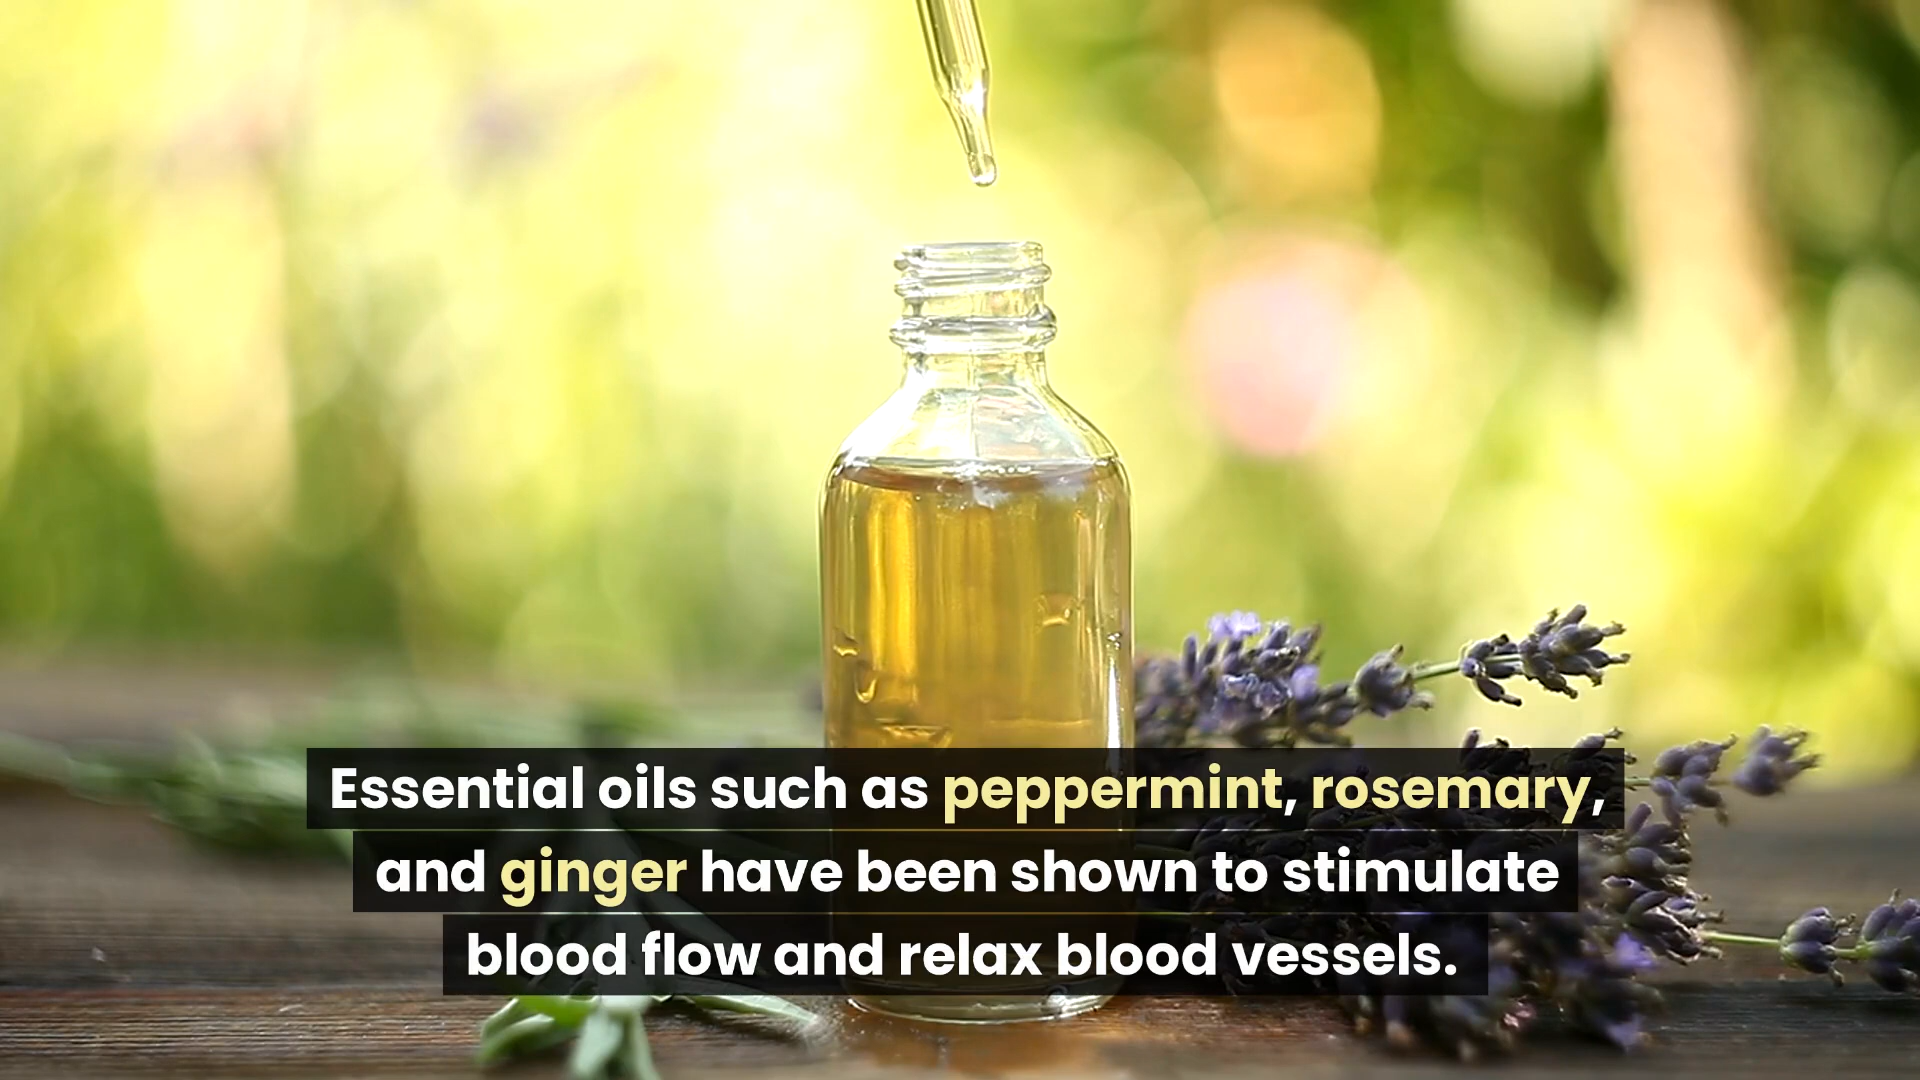 Essential oils such as peppermint, rosemary,
and ginger have been shown to stimulate
blood flow and relax blood vessels.